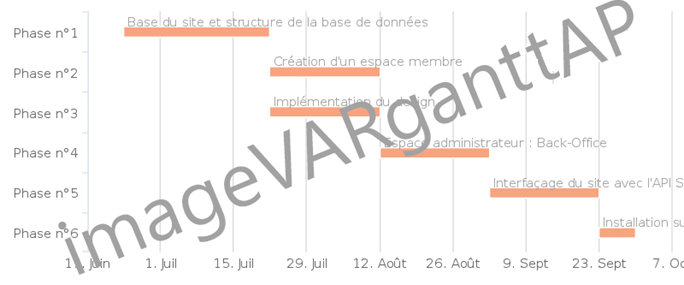 Phase n°1
Base du site et structure de la base de données
Phase n°2
Création d'un espace membre
Phase n°3
Implémentation du design
Phase n°4
Espace administrateur : Back-Office
Phase n°5
Interfaçage du site avec l'API S
Phase n°6
Installation su
Juin 1. Juil 15. Juil 29. Juil 12. Août 26. Août 9. Sept 23. Sept 7. Oc
imageVARganttAP